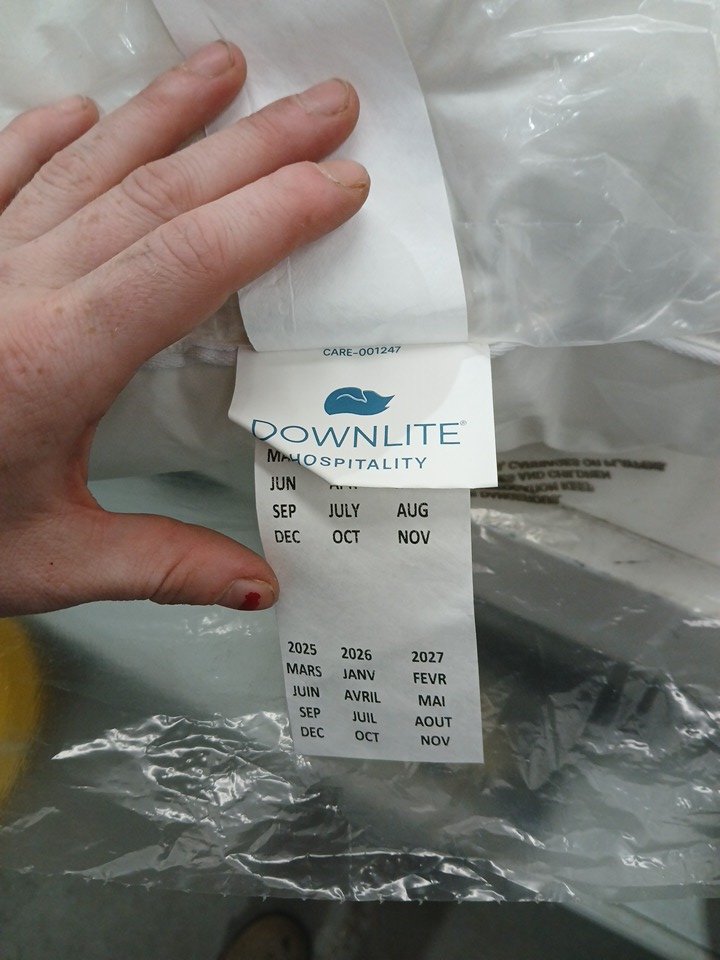 CARE-001247
DOWNLITE®
HOSPITALITY
JUN
SEP JULY AUG
DEC OCT NOV
2025 2026 2027
MARS JANV FEVR
JUIN AVRIL MAI
SEP JUIL AOUT
DEC OCT NOV